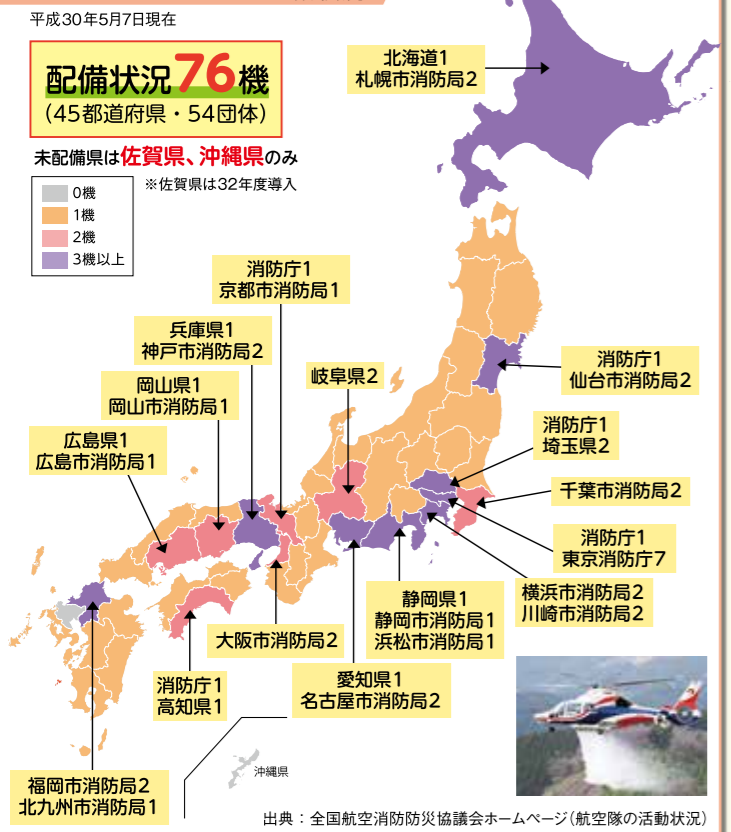 平成30年5月7日現在
配備状況76機
(45都道府県・54団体)
未配備県は佐賀県、沖縄県のみ
※佐賀県は32年度導入
0機
1機
2機
3機以上
北海道1
札幌市消防局2
消防庁1
京都市消防局1
兵庫県1
神戸市消防局2
岡山県1
岡山市消防局1
広島県1
広島市消防局1
岐阜県2
消防庁1
仙台市消防局2
消防庁1
埼玉県2
千葉市消防局2
消防庁1
東京消防庁7
横浜市消防局2
川崎市消防局2
静岡県1
静岡市消防局1
浜松市消防局1
大阪市消防局2
愛知県1
名古屋市消防局2
消防庁1
高知県1
福岡市消防局2
北九州市消防局1
沖縄県
出典：全国航空消防防災協議会ホームページ(航空隊の活動状況)